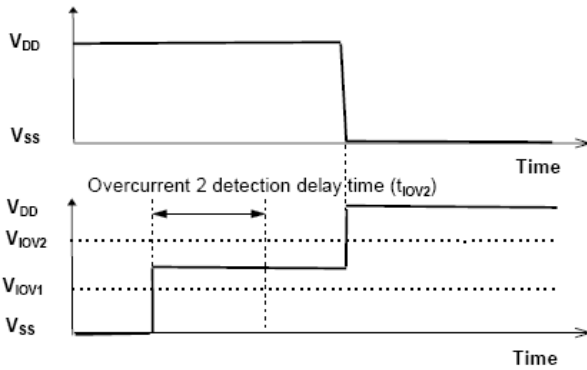 VDD
VSS
Time
Overcurrent 2 detection delay time (tIOV2)
VDD
VIOV2
VIOV1
VSS
Time